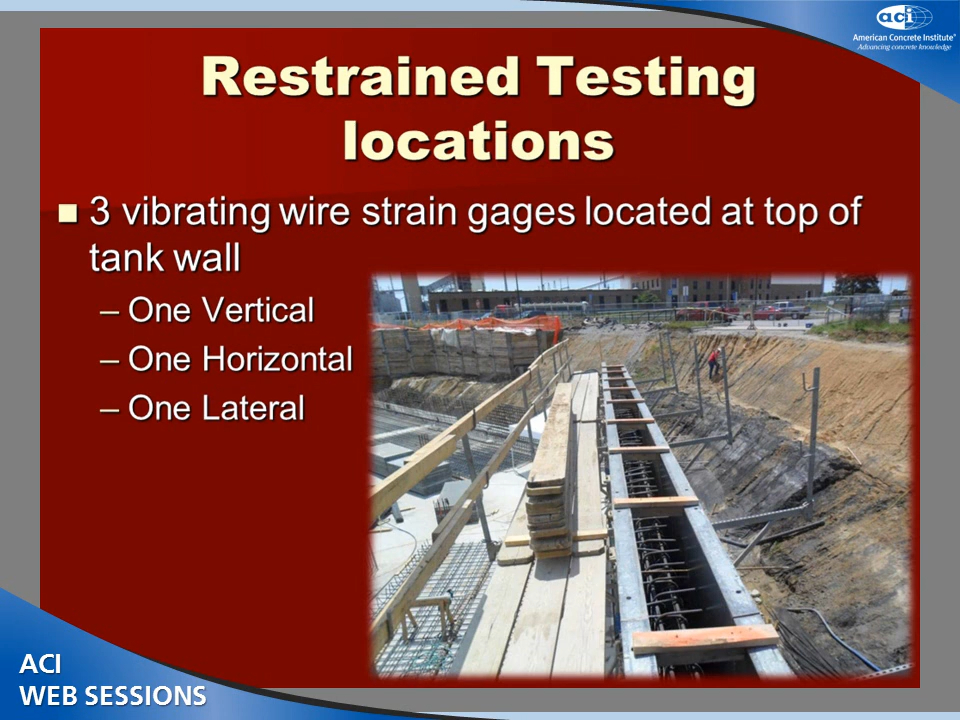 aci
American Concrete Institute®
Advancing concrete knowledge
Restrained Testing
locations
3 vibrating wire strain gages located at top of
tank wall
– One Vertical
– One Horizontal
– One Lateral
ACI
WEB SESSIONS